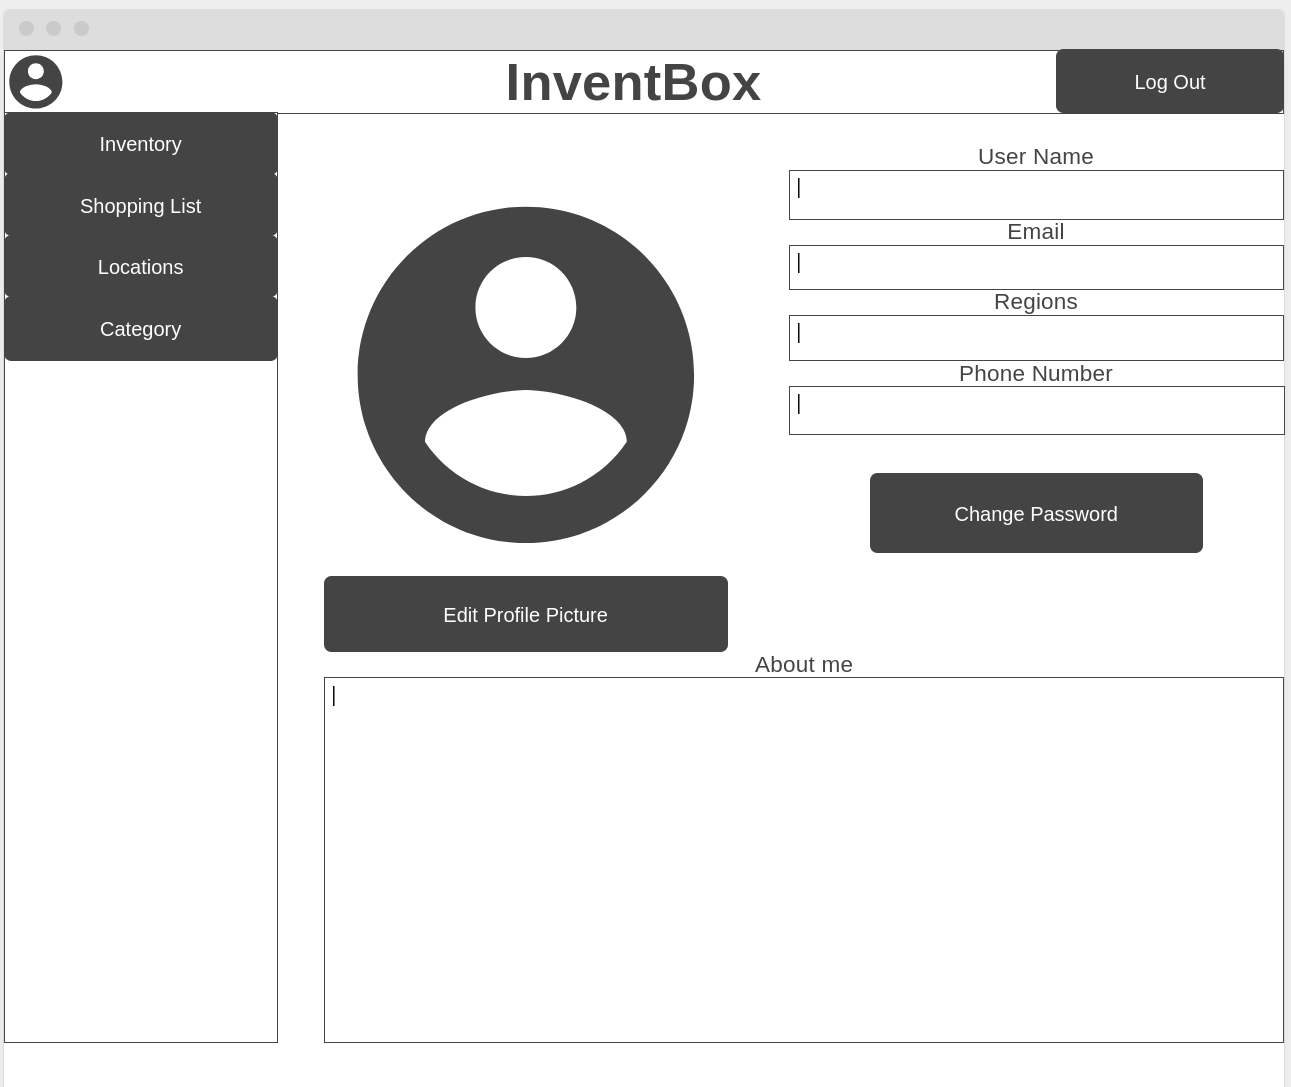 InventBox
Log Out
Inventory
Shopping List
Locations
Category
User Name
Email
Regions
Phone Number
Change Password
Edit Profile Picture
About me